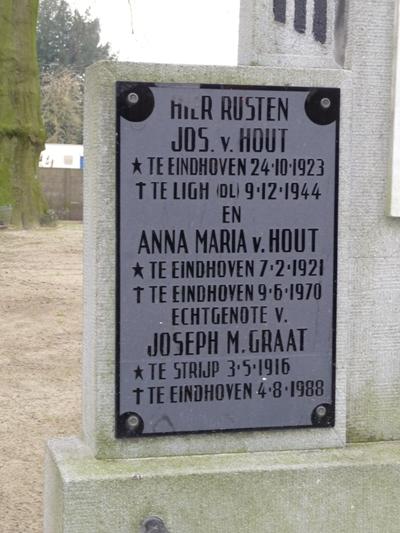 HIER RUSTEN
JOS. v. HOUT
★ TE EINDHOVEN 24·10·1923
✝ TE LIGH (DL) 9·12·1944
EN
ANNA MARIA v. HOUT
★ TE EINDHOVEN 7·2·1921
✝ TE EINDHOVEN 9·6·1970
ECHTGENOTE V.
JOSEPH M. GRAAT
★ TE STRIJP 3·5·1916
✝ TE EINDHOVEN 4·8·1988